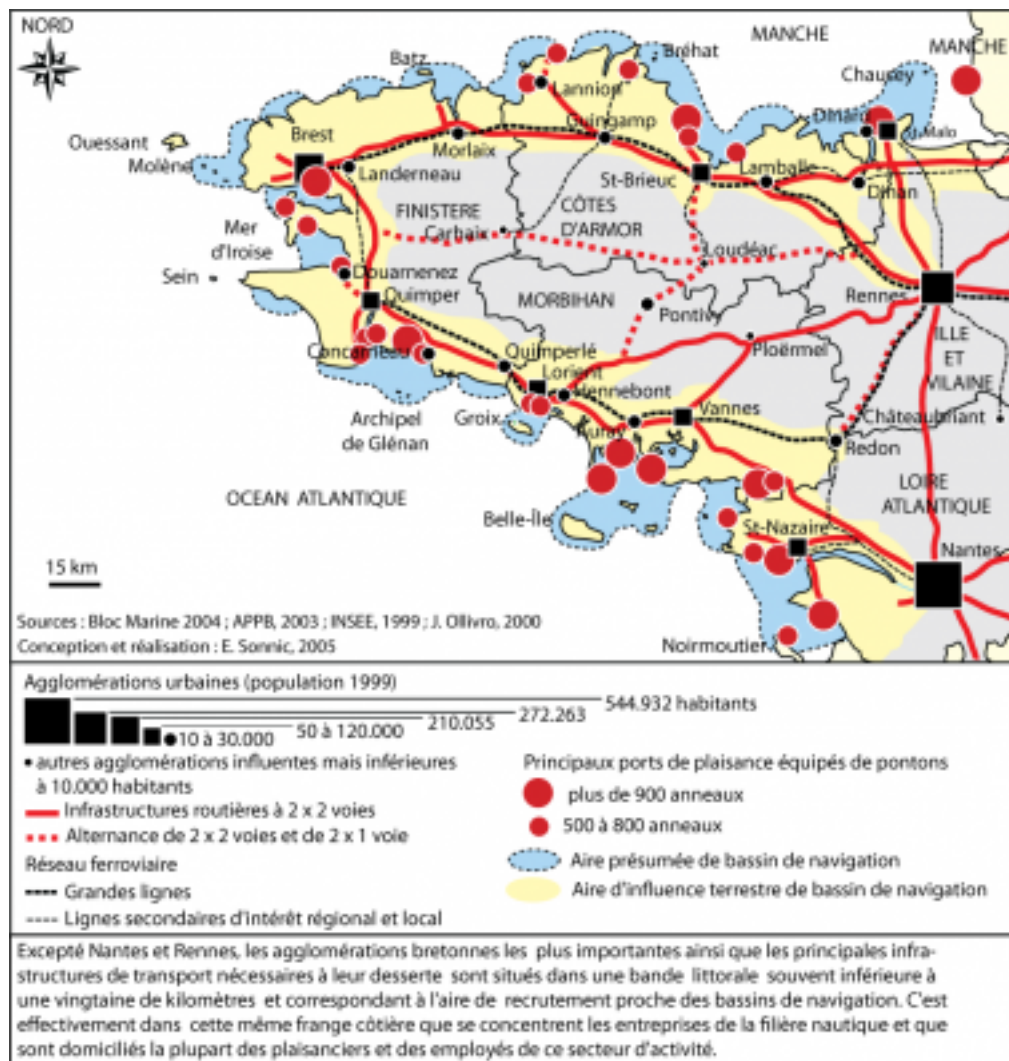 NORD
MANCHE
MANCHE
Bréhat
Batz
Chausey
Lannion
Dinard
St-Malo
Guingamp
Ouessant
Brest
Morlaix
Molène
Landerneau
St-Brieuc
Lamballe
Dinan
FINISTERE
CÔTES
D'ARMOR
Carhaix
Mer
d'Iroise
Loudéac
Sein
Douarnenez
Quimper
MORBIHAN
Rennes
Pontivy
ILLE
ET
VILAINE
Ploërmel
Concarneau
Quimperlé
Lorient
Hennebont
Archipel
de Glénan
Groix
Vannes
Châteaubriant
Auray
Redon
LOIRE
ATLANTIQUE
OCEAN ATLANTIQUE
Belle-Île
St-Nazaire
Nantes
15 km
Noirmoutier
Sources : Bloc Marine 2004 ; APPB, 2003 ; INSEE, 1999 ; J. Ollivro, 2000
Conception et réalisation : E. Sonnic, 2005
Agglomérations urbaines (population 1999)
544.932 habitants
272.263
210.055
50 à 120.000
10 à 30.000
autres agglomérations influentes mais inférieures
à 10.000 habitants
Infrastructures routières à 2 x 2 voies
Alternance de 2 x 2 voies et de 2 x 1 voie
Réseau ferroviaire
Grandes lignes
Lignes secondaires d'intérêt régional et local
Principaux ports de plaisance équipés de pontons
plus de 900 anneaux
500 à 800 anneaux
Aire présumée de bassin de navigation
Aire d'influence terrestre de bassin de navigation
Excepté Nantes et Rennes, les agglomérations bretonnes les plus importantes ainsi que les principales infra-
structures de transport nécessaires à leur desserte sont situés dans une bande littorale souvent inférieure à
une vingtaine de kilomètres et correspondant à l'aire de recrutement proche des bassins de navigation. C'est
effectivement dans cette même frange côtière que se concentrent les entreprises de la filière nautique et que
sont domiciliés la plupart des plaisanciers et des employés de ce secteur d'activité.